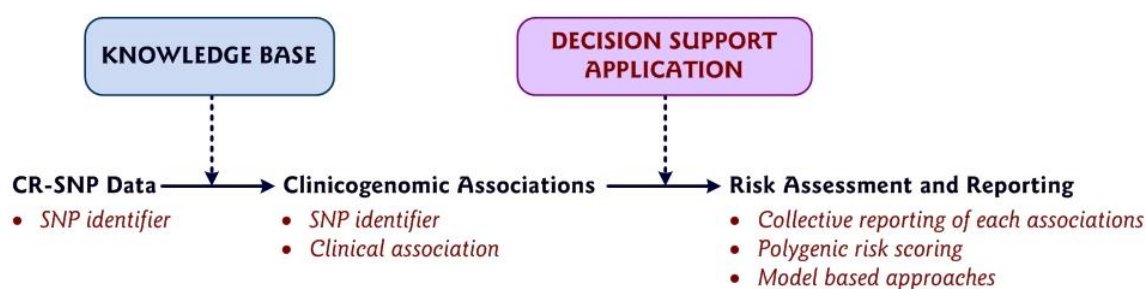 KNOWLEDGE BASE
DECISION SUPPORT
APPLICATION
CR-SNP Data
• SNP identifier
Clinicogenomic Associations
• SNP identifier
• Clinical association
Risk Assessment and Reporting
• Collective reporting of each associations
• Polygenic risk scoring
• Model based approaches